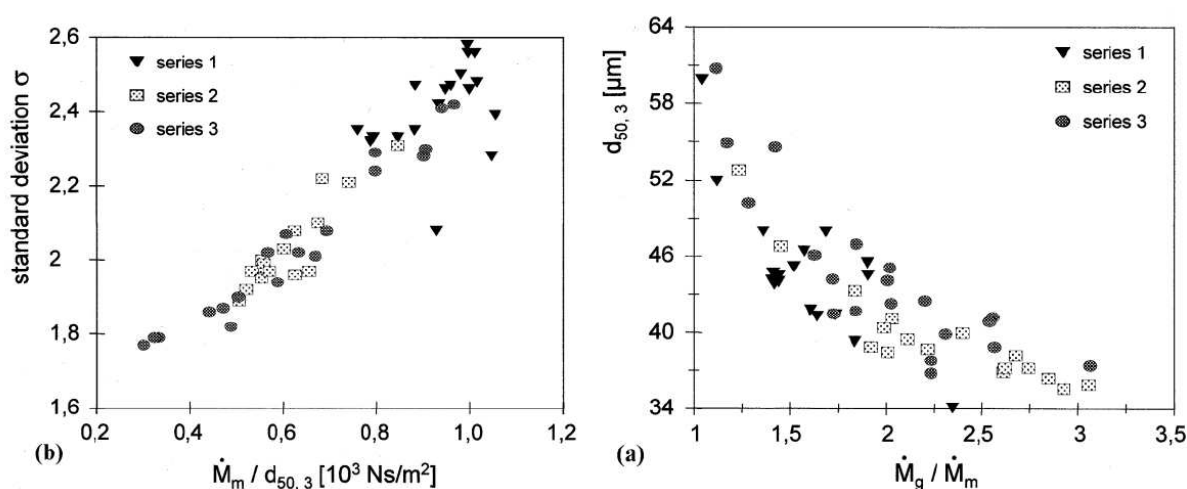 2,6
2,4
2,2
2,0
1,8
1,6
standard deviation σ
series 1
series 2
series 3
0,2 0,4 0,6 0,8 1,0 1,2
(b)
Ṁm / d50, 3 [10³ Ns/m²]
64
58
52
46
40
34
d50, 3 [µm]
series 1
series 2
series 3
1 1,5 2 2,5 3 3,5
(a)
Ṁg / Ṁm